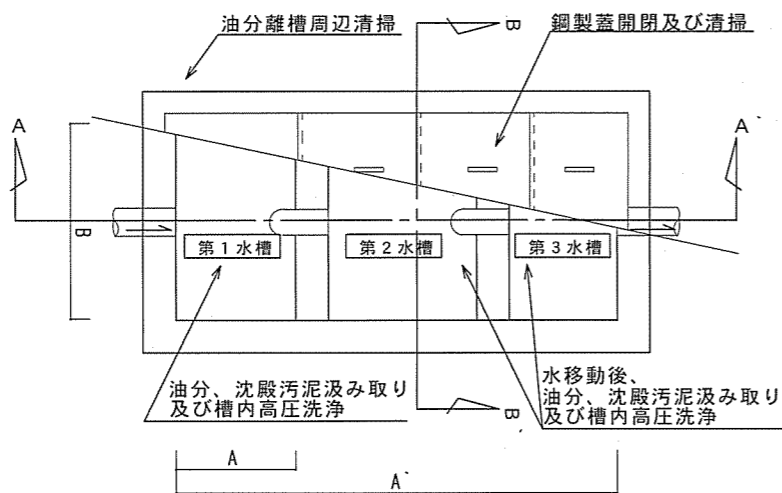 油分離槽周辺清掃
B
鋼製蓋開閉及び清掃
A
A`
B
第1水槽
第2水槽
第3水槽
油分、沈殿汚泥汲み取り
及び槽内高圧洗浄
水移動後、
油分、沈殿汚泥汲み取り
及び槽内高圧洗浄
B`
A
A`